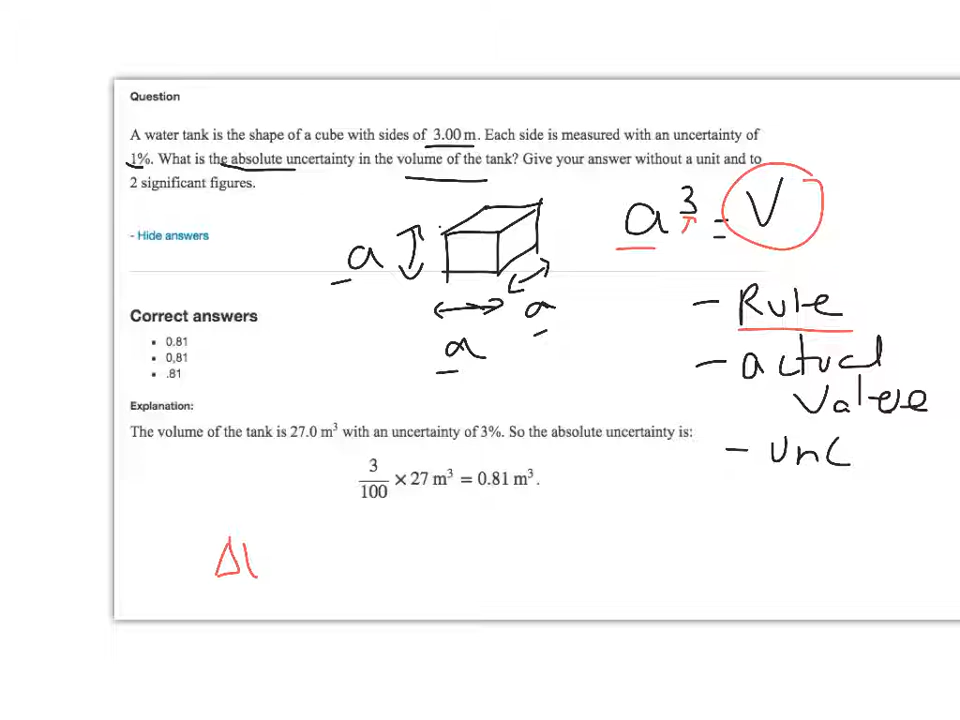 Question
A water tank is the shape of a cube with sides of 3.00 m. Each side is measured with an uncertainty of
1%. What is the absolute uncertainty in the volume of the tank? Give your answer without a unit and to
2 significant figures.
a³ = V
- Hide answers
a
a
a
- Rule
- actual
value
- unc
Correct answers
• 0.81
• 0,81
• .81
Explanation:
The volume of the tank is 27.0 m³ with an uncertainty of 3%. So the absolute uncertainty is:
3/100 × 27 m³ = 0.81 m³.
Δ